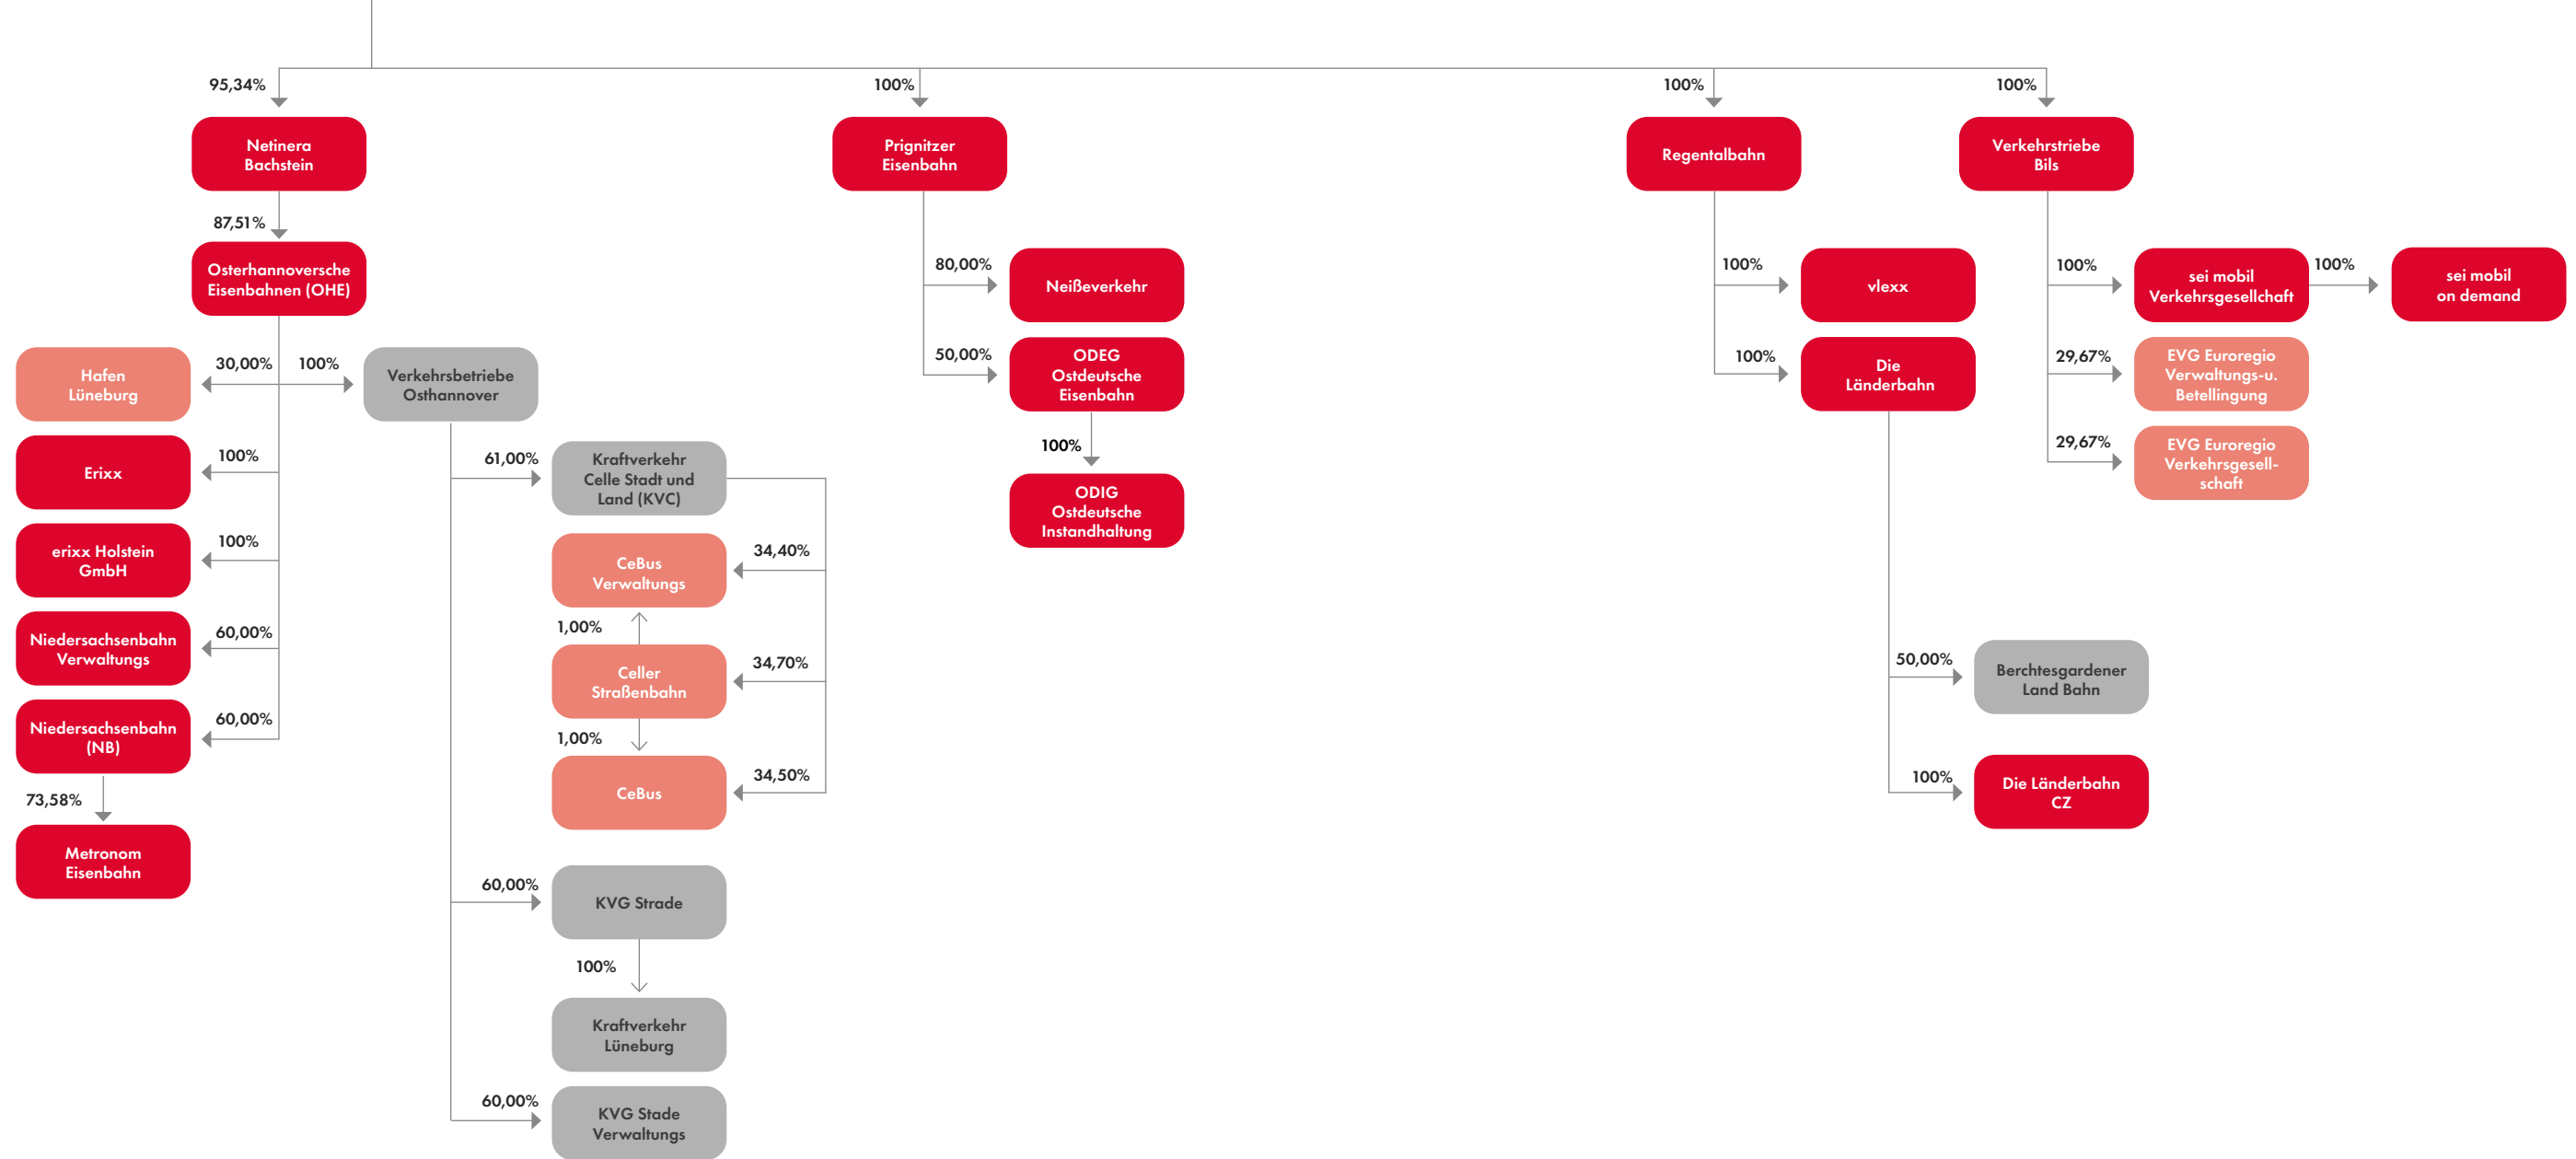 95,34%
100%
100%
100%
Netinera
Bachstein
Prignitzer
Eisenbahn
Regentalbahn
Verkehrstriebe
Bils
87,51%
Osterhannoversche
Eisenbahnen (OHE)
80,00%
Neißeverkehr
100%
vlexx
100%
sei mobil
Verkehrsgesellchaft
100%
sei mobil
on demand
30,00%
100%
Hafen
Lüneburg
Verkehrsbetriebe
Osthannover
50,00%
ODEG
Ostdeutsche
Eisenbahn
100%
Die
Länderbahn
29,67%
EVG Euroregio
Verwaltungs-u.
Betellingung
100%
Erixx
61,00%
Kraftverkehr
Celle Stadt und
Land (KVC)
100%
ODIG
Ostdeutsche
Instandhaltung
29,67%
EVG Euroregio
Verkehrsgesell-
schaft
100%
erixx Holstein
GmbH
CeBus
Verwaltungs
34,40%
1,00%
60,00%
Niedersachsenbahn
Verwaltungs
Celler
Straßenbahn
34,70%
50,00%
Berchtesgardener
Land Bahn
60,00%
Niedersachsenbahn
(NB)
1,00%
CeBus
34,50%
100%
Die Länderbahn
CZ
73,58%
Metronom
Eisenbahn
60,00%
KVG Strade
100%
Kraftverkehr
Lüneburg
60,00%
KVG Stade
Verwaltungs